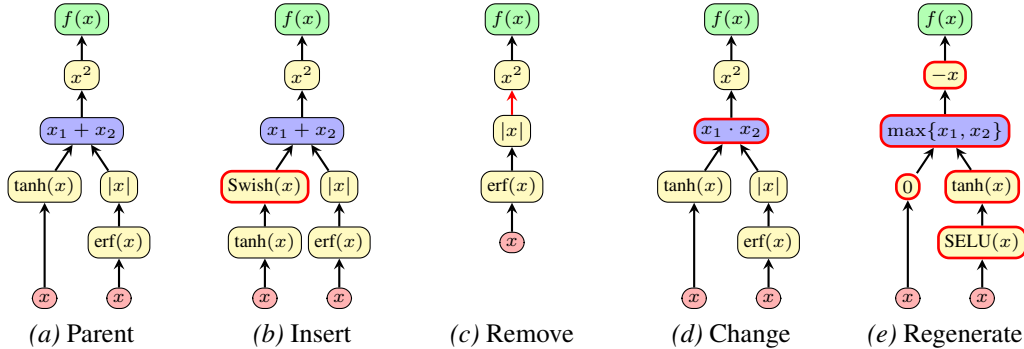 f(x) f(x) f(x) f(x) f(x)
x² x² x² x² −x
x₁ + x₂ x₁ + x₂ |x| x₁ · x₂ max{x₁, x₂}
tanh(x) |x| Swish(x) |x| erf(x) tanh(x) |x| 0 tanh(x)
erf(x) tanh(x) erf(x) x erf(x) SELU(x)
x x x x x x x x
(a) Parent (b) Insert (c) Remove (d) Change (e) Regenerate